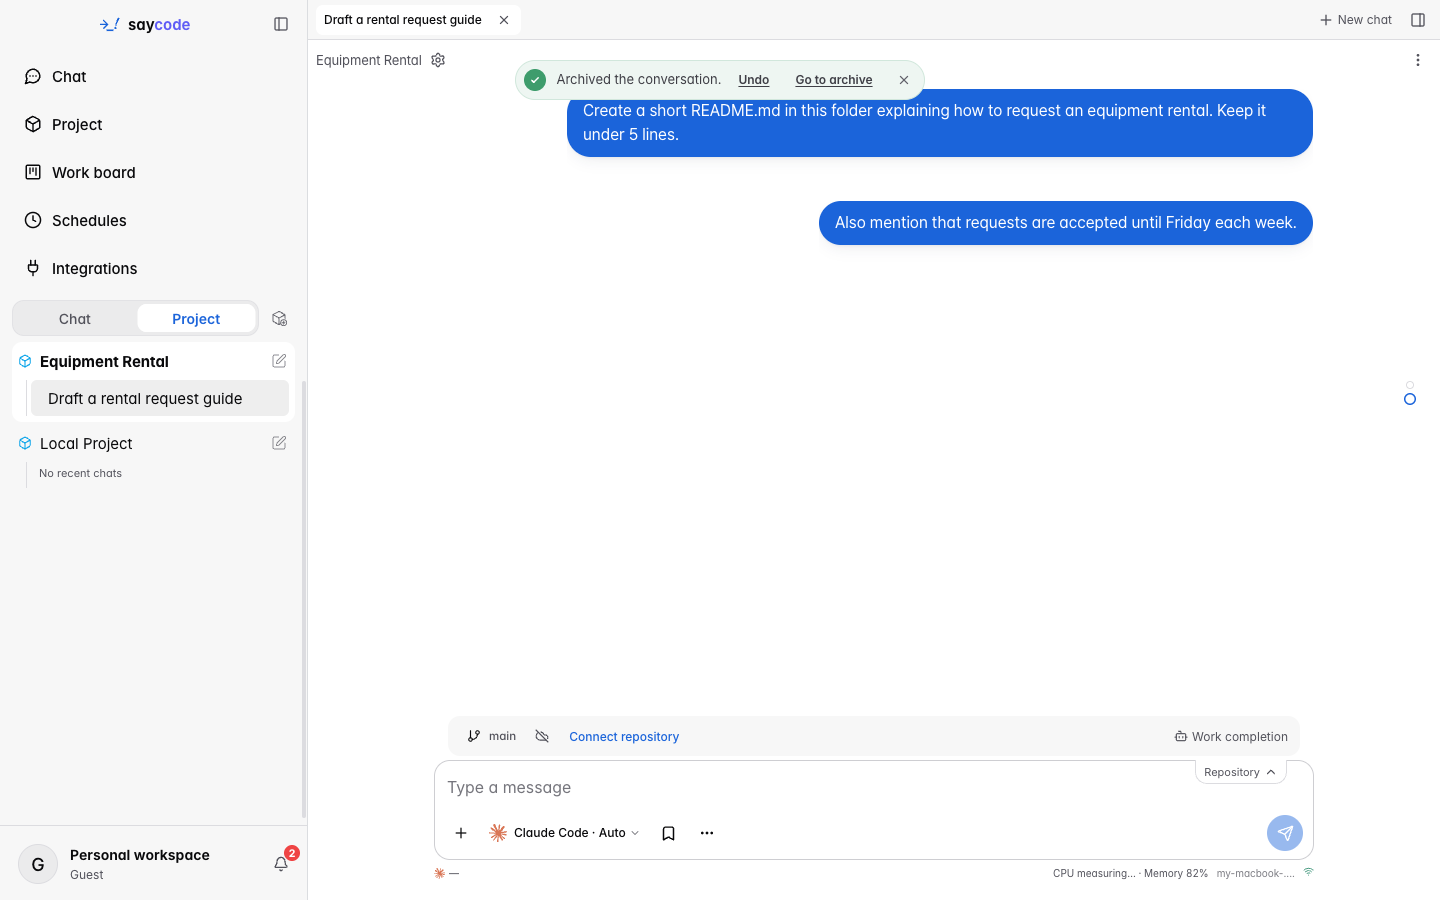 saycode
Chat
Project
Work board
Schedules
Integrations
Chat
Project
Equipment Rental
Draft a rental request guide
Local Project
No recent chats
G
Personal workspace
Guest
2
Draft a rental request guide
New chat
Equipment Rental
Archived the conversation. Undo Go to archive
Create a short README.md in this folder explaining how to request an equipment rental. Keep it
under 5 lines.
Also mention that requests are accepted until Friday each week.
main
Connect repository
Work completion
Repository
Type a message
Claude Code · Auto
—
CPU measuring... · Memory 82% my-macbook-....